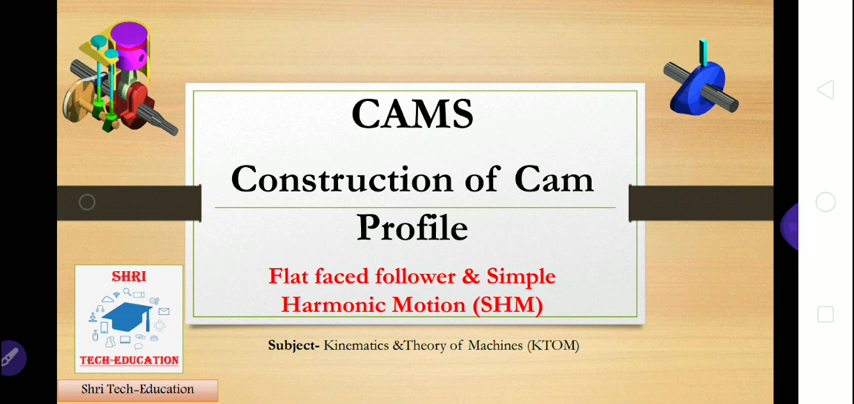 CAMS
Construction of Cam
Profile
Flat faced follower & Simple
Harmonic Motion (SHM)
Subject- Kinematics &Theory of Machines (KTOM)
SHRI
TECH-EDUCATION
Shri Tech-Education